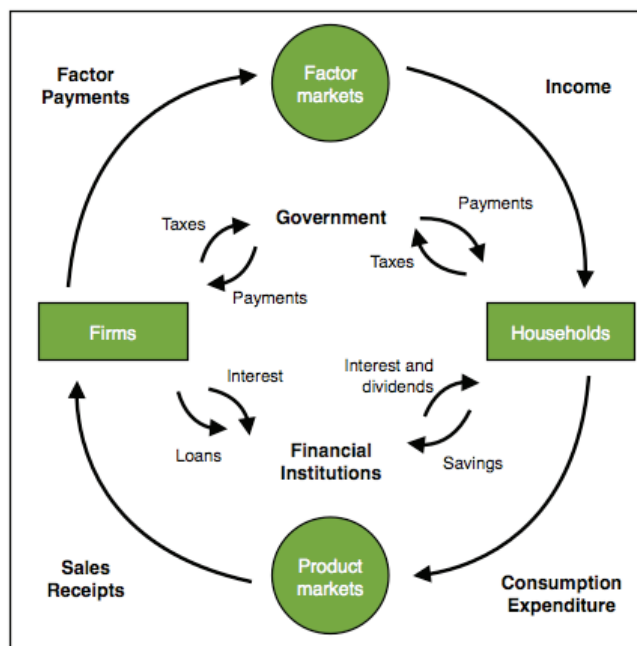 Factor
Payments
Factor
markets
Income
Taxes
Government
Payments
Payments
Taxes
Firms
Households
Interest
Loans
Interest and
dividends
Financial
Institutions
Savings
Sales
Receipts
Product
markets
Consumption
Expenditure